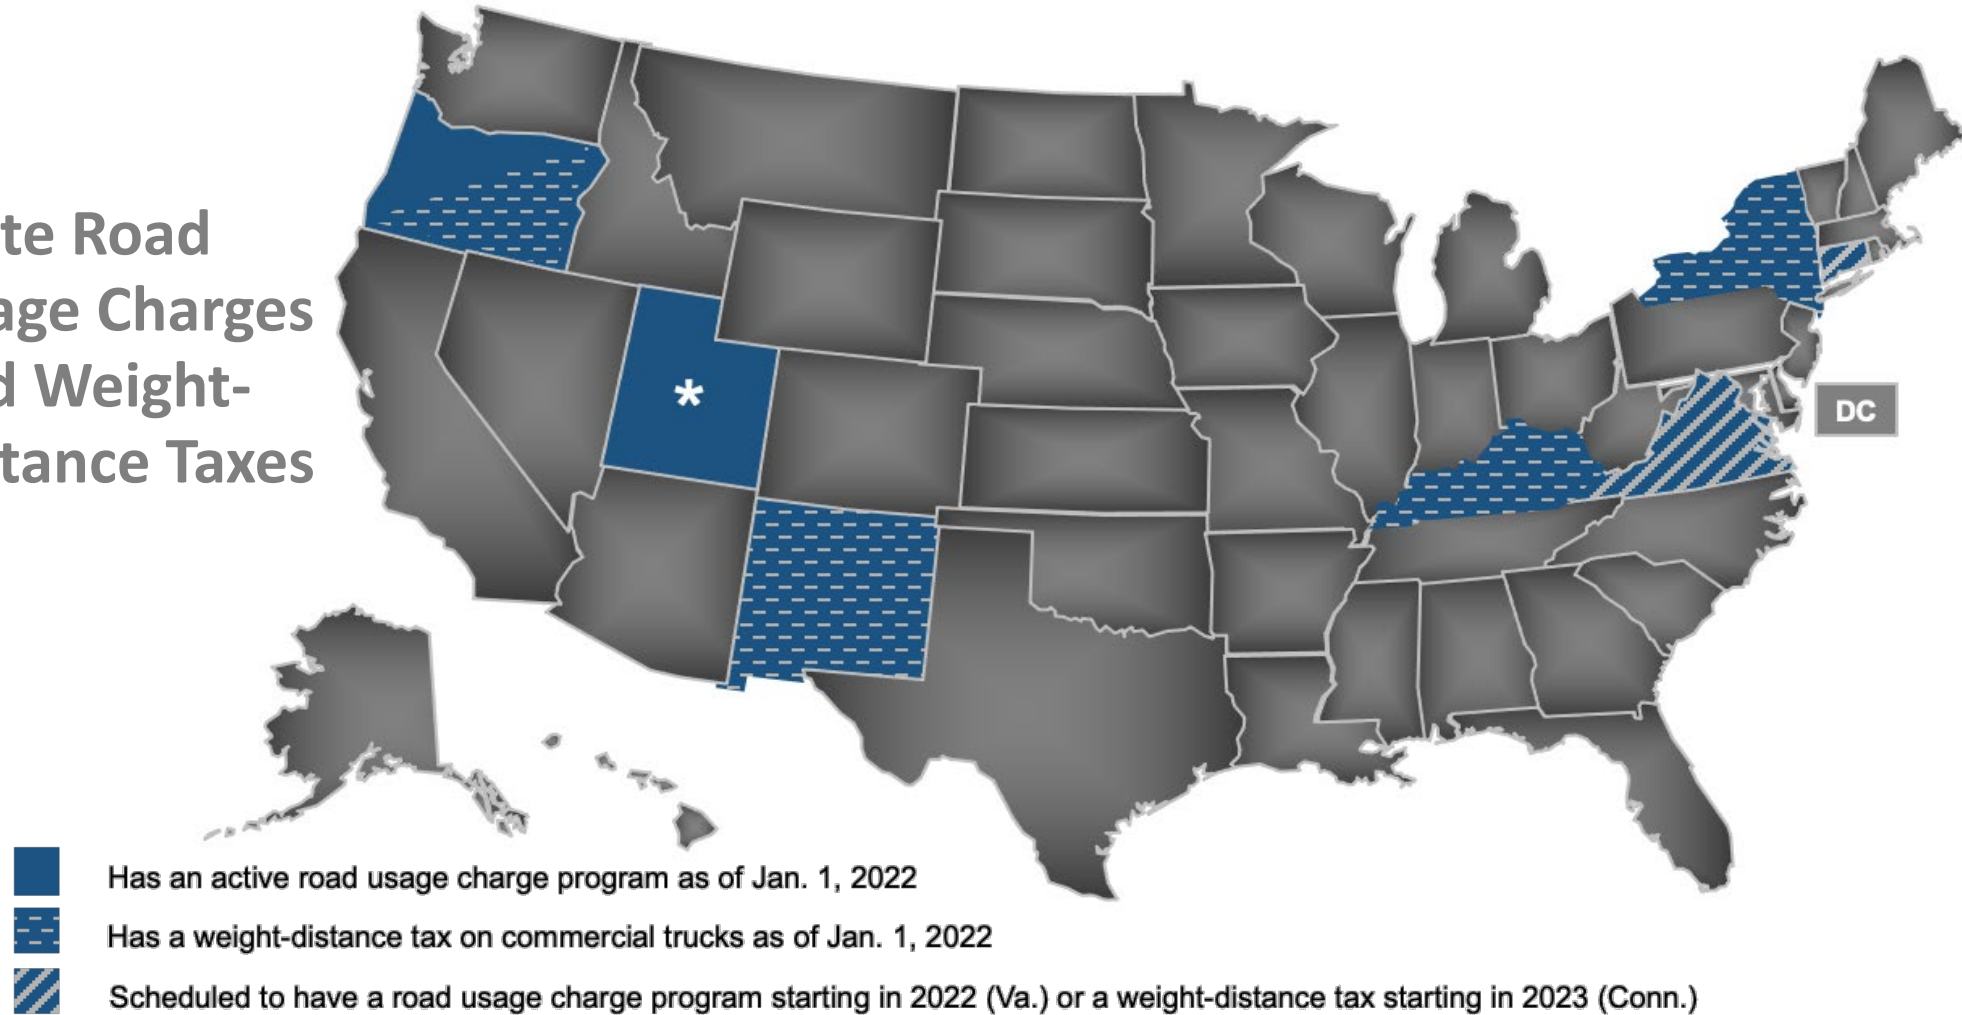 te Road
age Charges
d Weight-
tance Taxes
*
DC
Has an active road usage charge program as of Jan. 1, 2022
Has a weight-distance tax on commercial trucks as of Jan. 1, 2022
Scheduled to have a road usage charge program starting in 2022 (Va.) or a weight-distance tax starting in 2023 (Conn.)